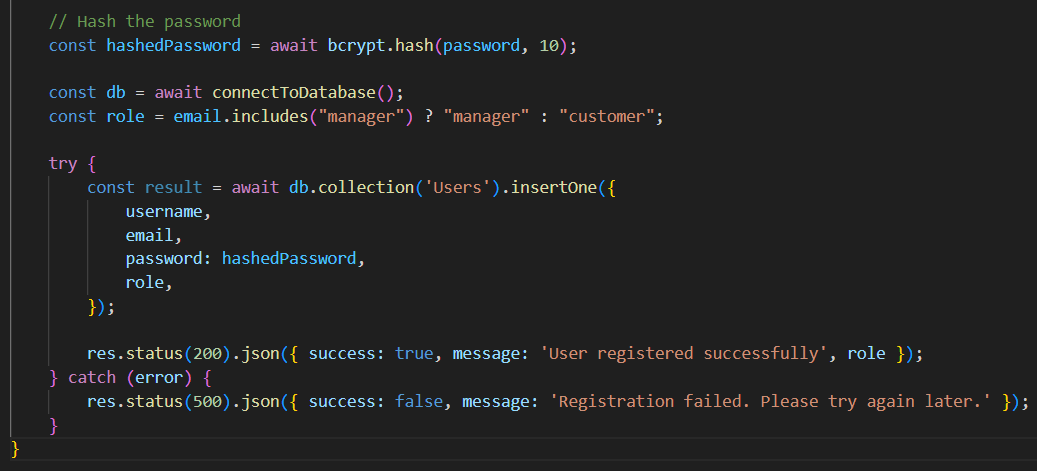 // Hash the password
const hashedPassword = await bcrypt.hash(password, 10);
const db = await connectToDatabase();
const role = email.includes("manager") ? "manager" : "customer";
try {
const result = await db.collection('Users').insertOne({
username,
email,
password: hashedPassword,
role,
});
res.status(200).json({ success: true, message: 'User registered successfully', role });
} catch (error) {
res.status(500).json({ success: false, message: 'Registration failed. Please try again later.' });
}
}